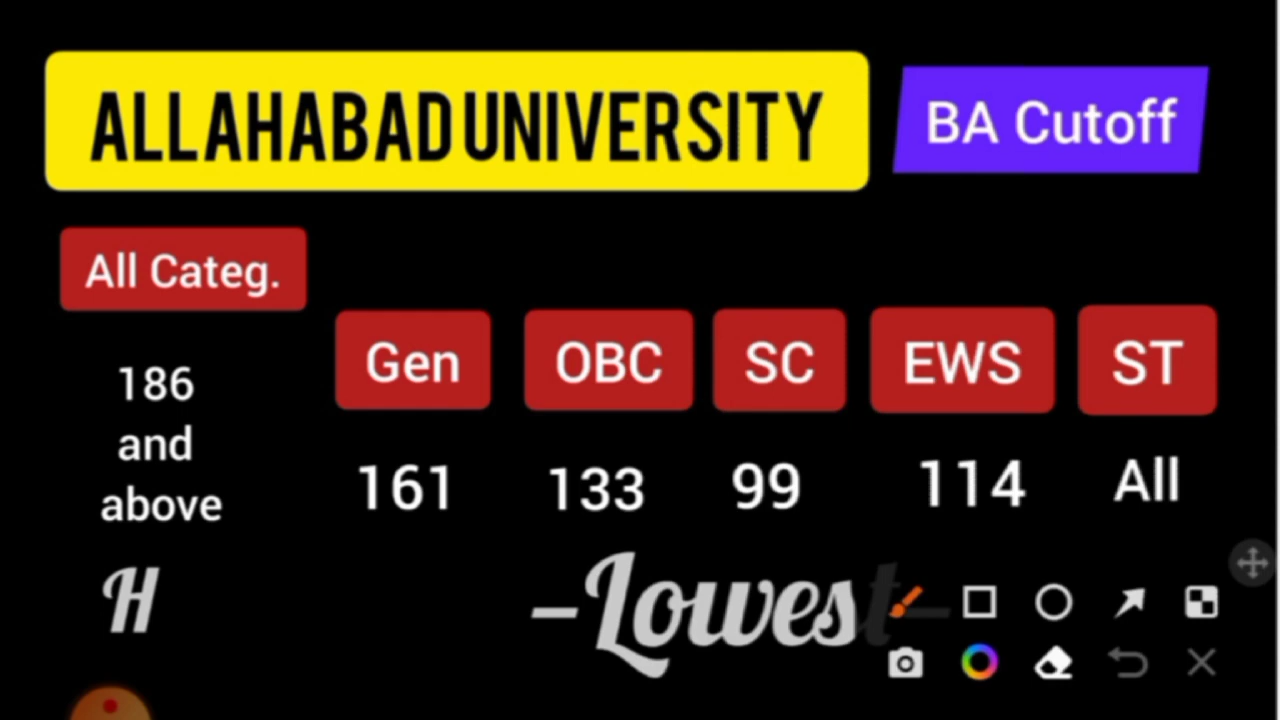 ALLAHABAD UNIVERSITY
BA Cutoff
All Categ.
186
and
above
Gen OBC SC EWS ST
161 133 99 114 All
H
-Lowest-